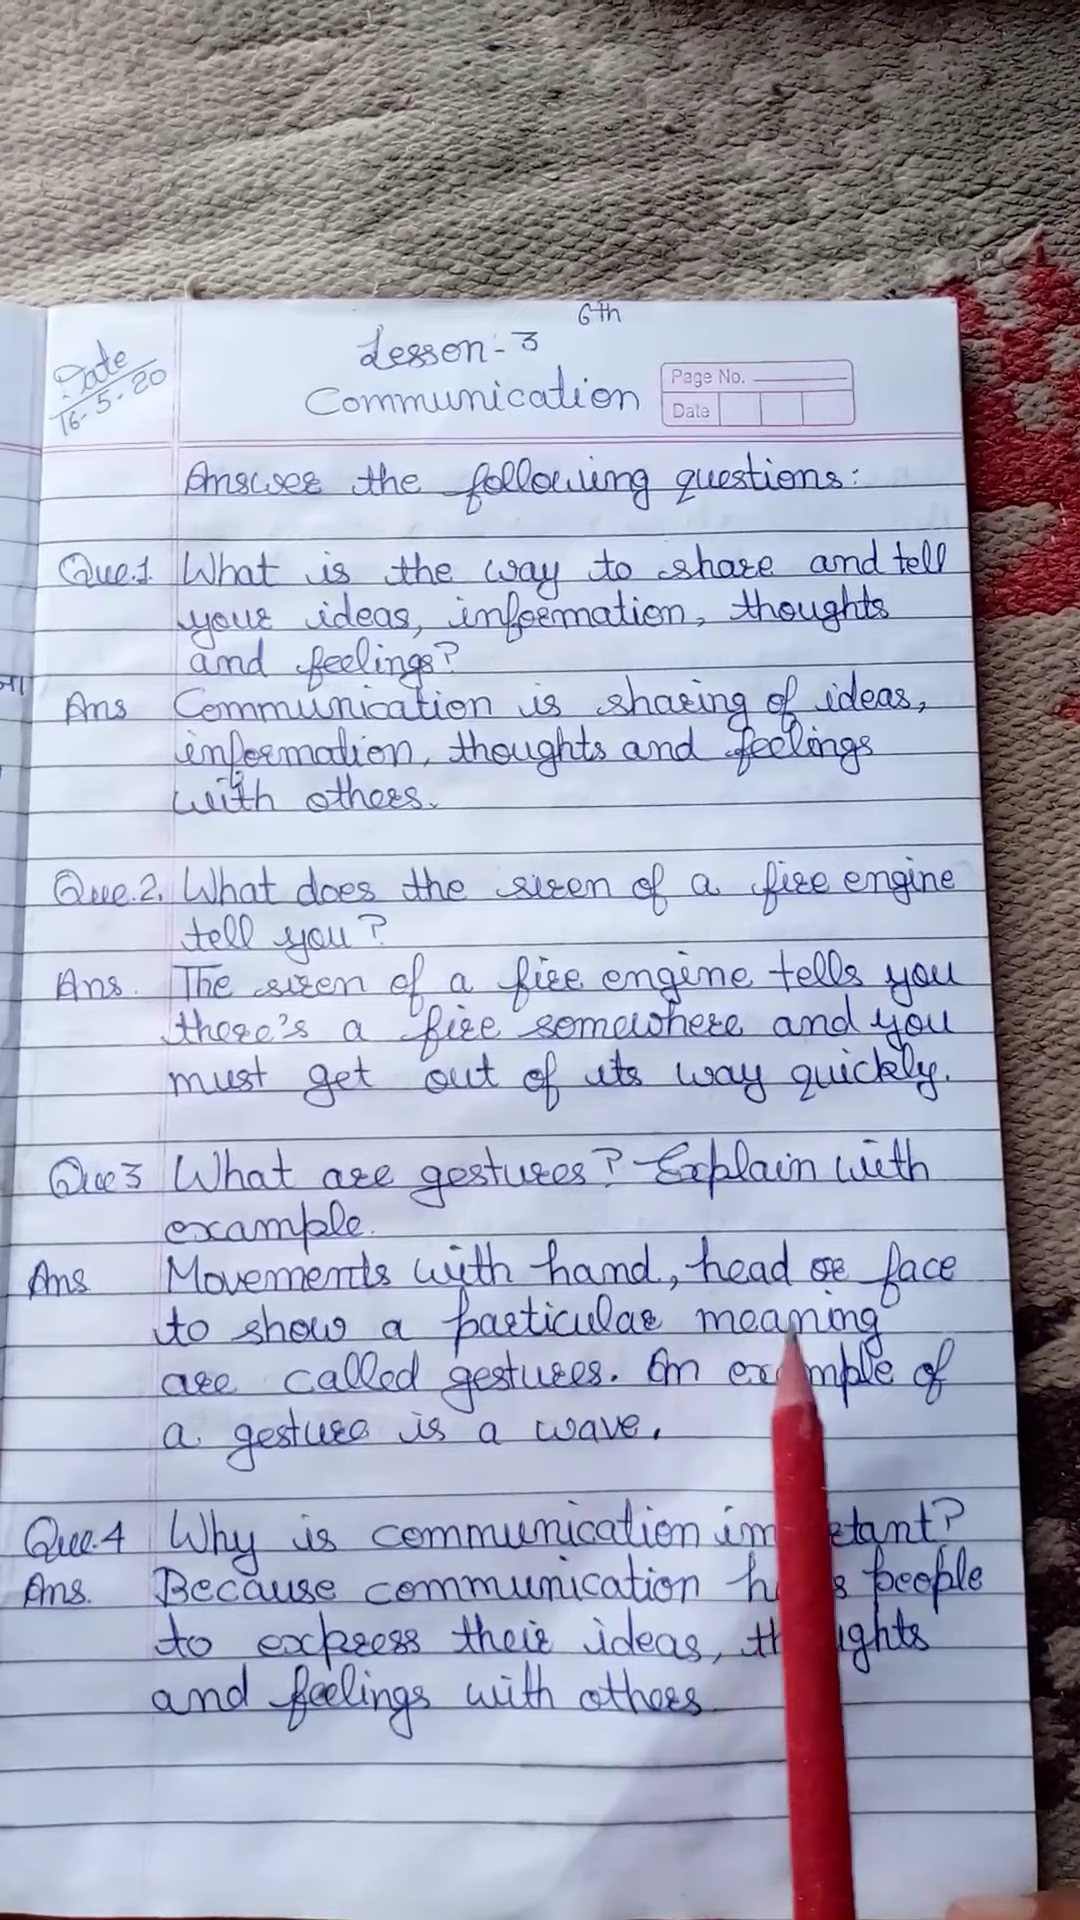 6th
Lesson-3
Communication
Date
16-5-20
Page No.
Date
Answer the following questions:
Que.1. What is the way to share and tell
your ideas, information, thoughts
and feelings?
Ans Communication is sharing of ideas,
information, thoughts and feelings
with others.
Que.2. What does the siren of a fire engine
tell you?
Ans. The siren of a fire engine tells you
there's a fire somewhere and you
must get out of its way quickly.
Que 3 What are gestures? Explain with
example.
Ans Movements with hand, head or face
to show a particular meaning
are called gestures. An example of
a gesture is a wave.
Que.4 Why is communication important?
Ans. Because communication helps people
to express their ideas, thoughts
and feelings with others.